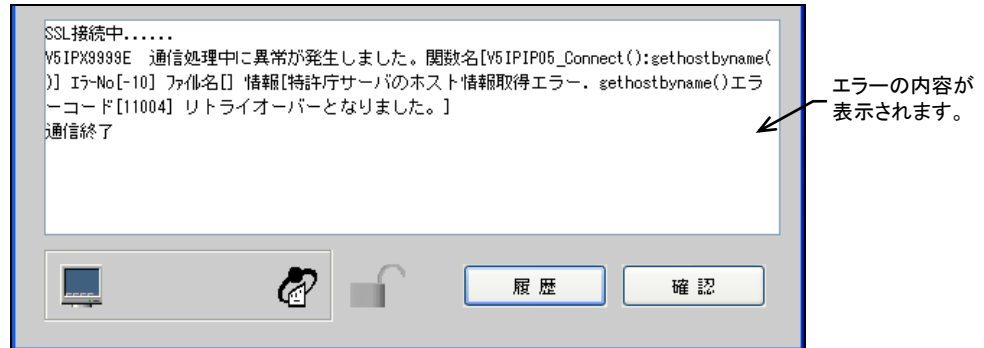 SSL接続中......
V5IPX9999E　通信処理中に異常が発生しました。関数名[V5IPIP05_Connect():gethostbyname(
)] ｴﾗｰNo[-10] ﾌｧｲﾙ名[] 情報[特許庁サーバのホスト情報取得エラー. gethostbyname()エラ
ーコード[11004] リトライオーバーとなりました。]
通信終了
エラーの内容が
表示されます。
履 歴
確 認